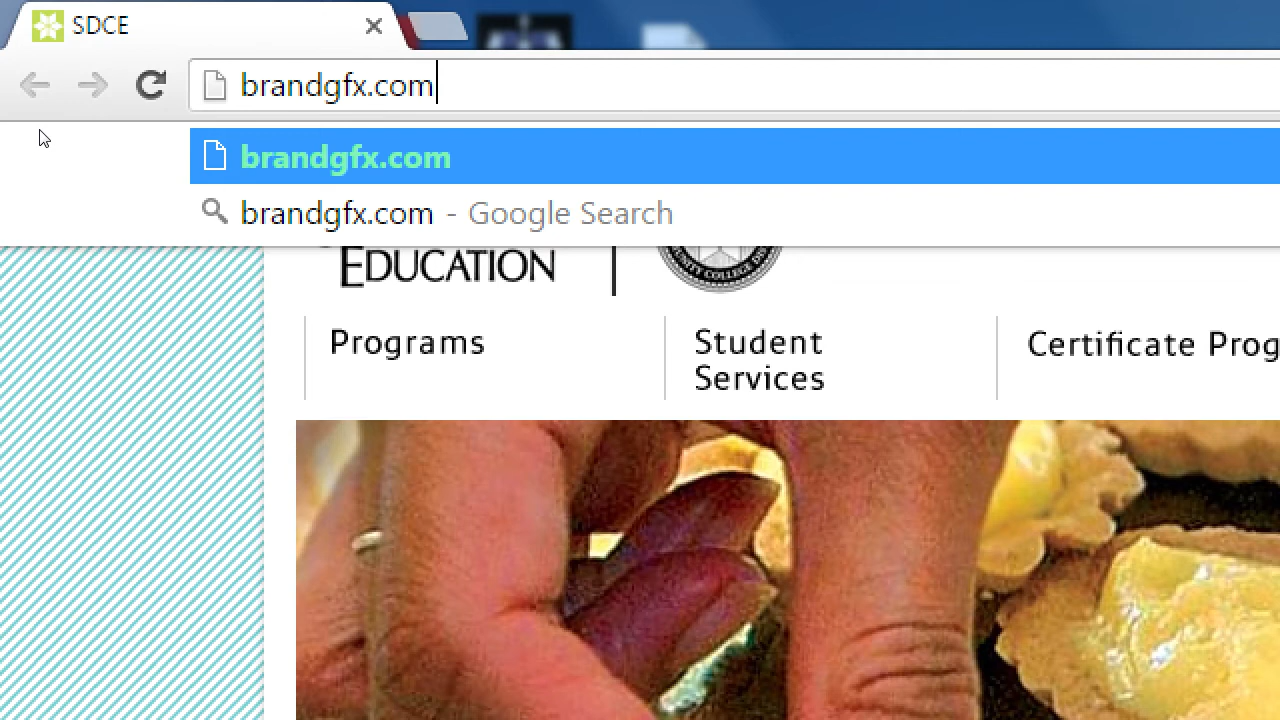 SDCE
brandgfx.com
brandgfx.com
brandgfx.com - Google Search
EDUCATION
Programs
Student
Services
Certificate Prog